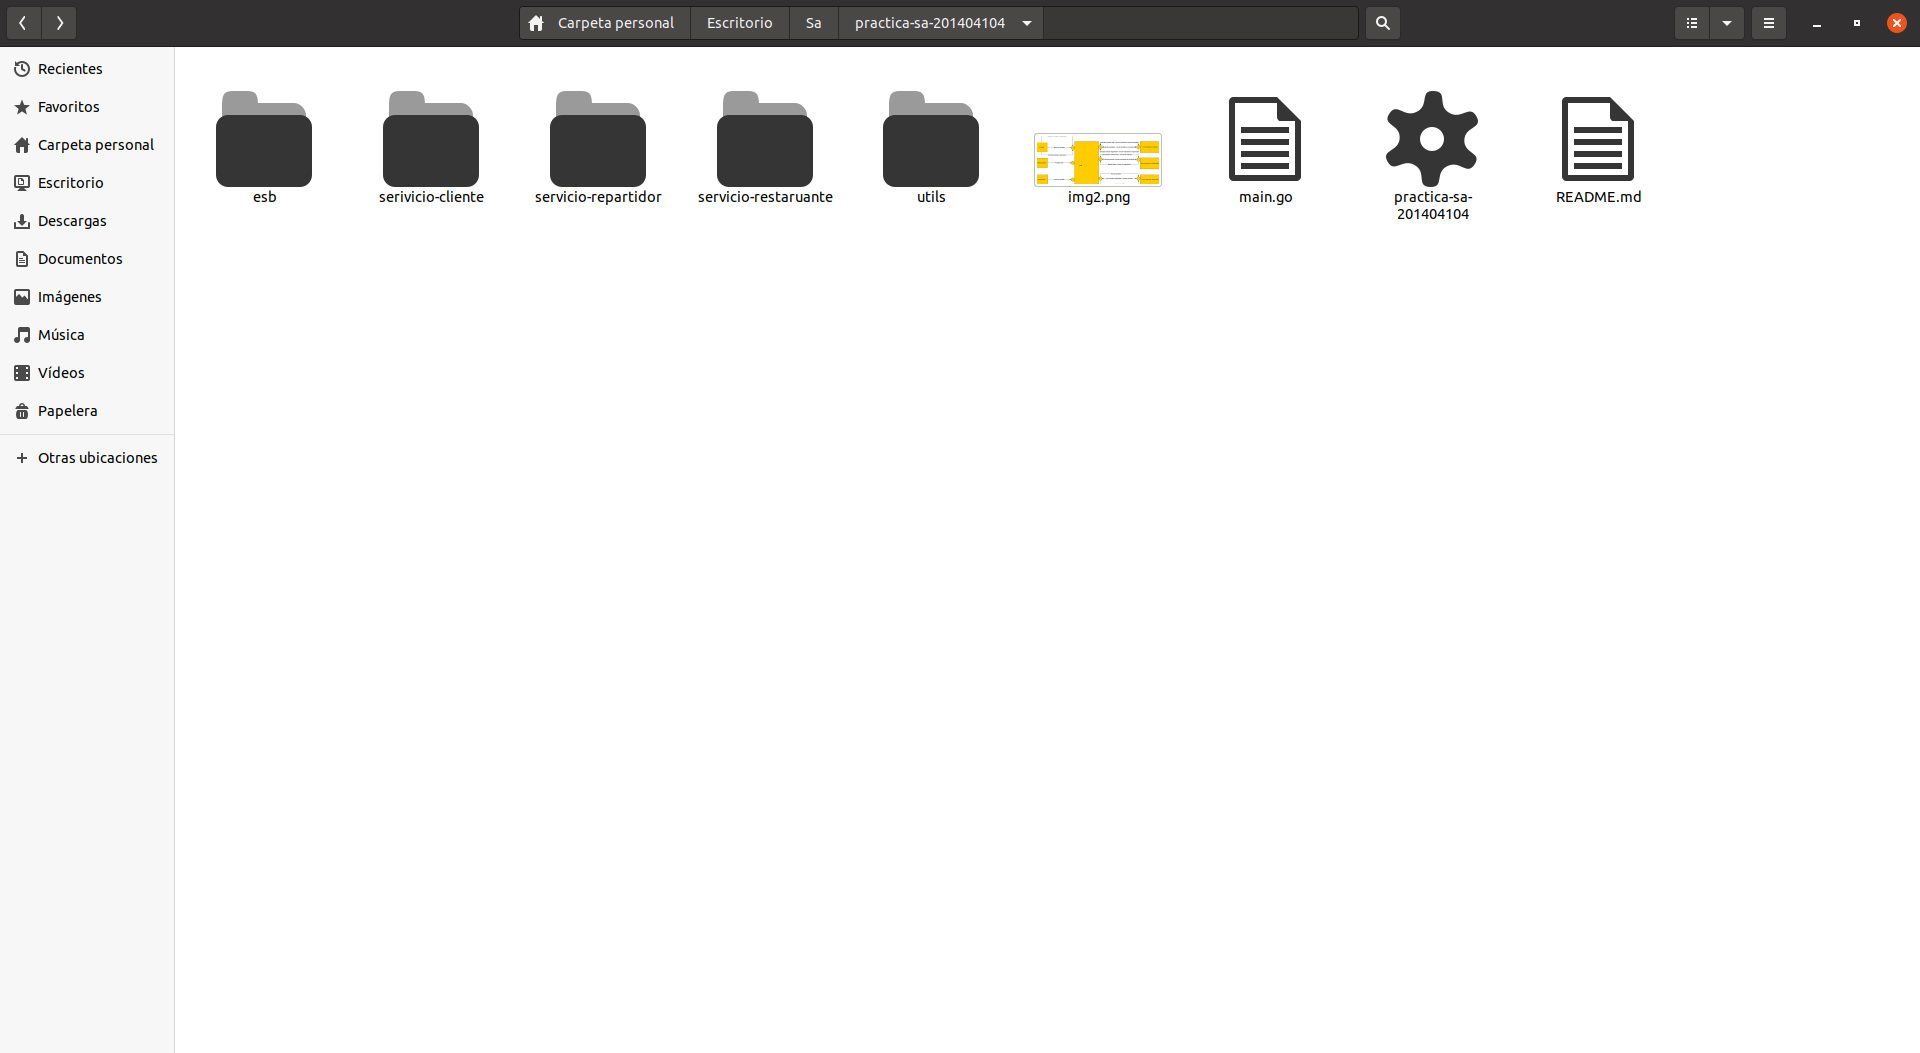 Carpeta personal Escritorio Sa practica-sa-201404104
Recientes
Favoritos
Carpeta personal
Escritorio
Descargas
Documentos
Imágenes
Música
Vídeos
Papelera
Otras ubicaciones
esb serivicio-cliente servicio-repartidor servicio-restaruante utils img2.png main.go practica-sa- README.md
201404104